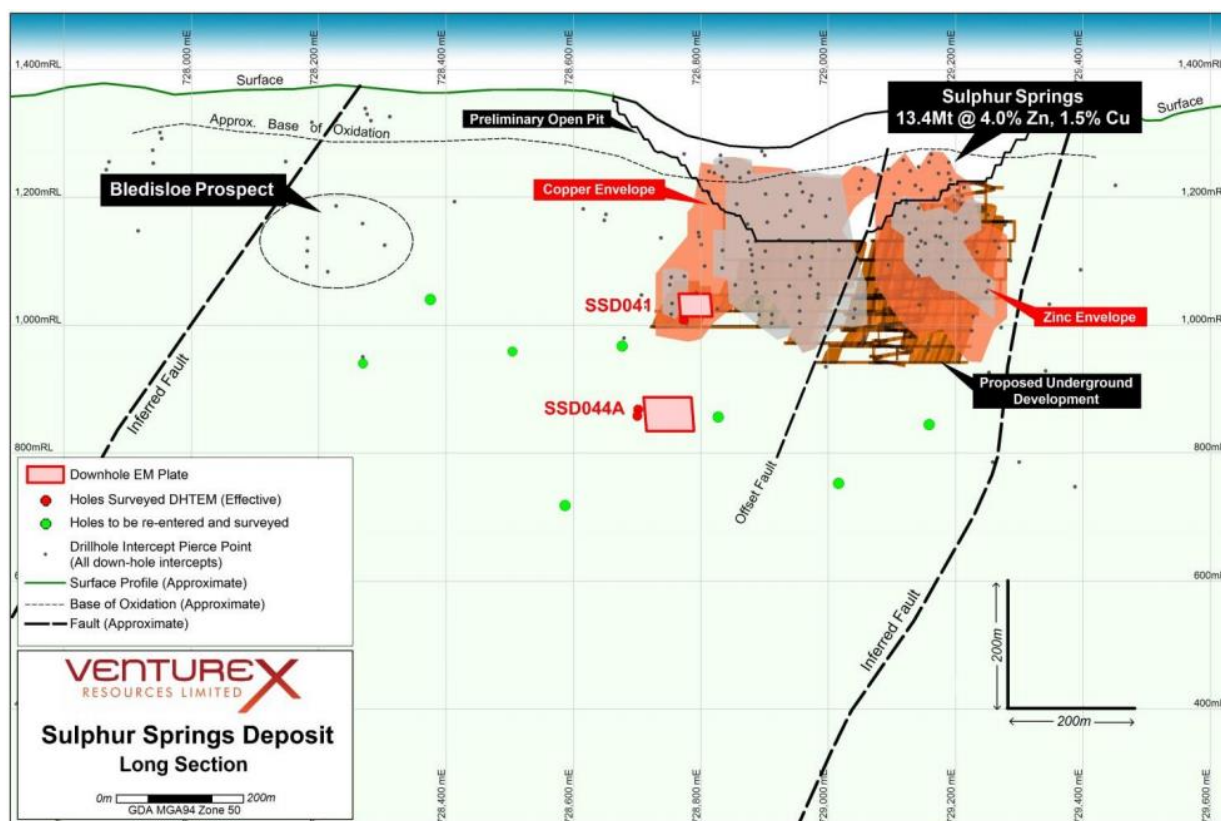 728,000 mE
728,200 mE
728,400 mE
728,600 mE
728,800 mE
729,000 mE
729,200 mE
729,400 mE
1,400mRL
1,400mRL
Surface
Sulphur Springs
13.4Mt @ 4.0% Zn, 1.5% Cu
Surface
Preliminary Open Pit
Approx. Base of Oxidation
Bledisloe Prospect
Copper Envelope
1,200mRL
1,200mRL
SSD041
Zinc Envelope
1,000mRL
1,000mRL
Inferred Fault
Proposed Underground
Development
SSD044A
800mRL
800mRL
Offset Fault
Downhole EM Plate
Holes Surveyed DHTEM (Effective)
Holes to be re-entered and surveyed
Drillhole Intercept Pierce Point
(All down-hole intercepts)
Surface Profile (Approximate)
Base of Oxidation (Approximate)
Fault (Approximate)
600mRL
Inferred Fault
200m
200m
400mRL
VENTUREX
RESOURCES LIMITED
Sulphur Springs Deposit
Long Section
0m 200m
GDA MGA94 Zone 50
728,400 mE
728,600 mE
728,800 mE
729,000 mE
729,200 mE
729,400 mE
729,600 mE